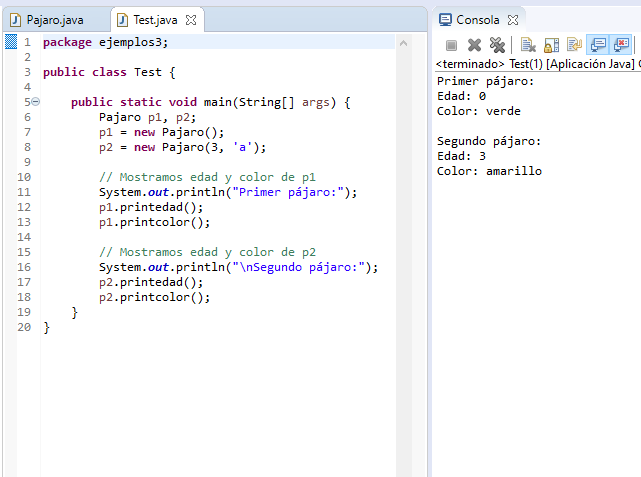 Pajaro.java Test.java
1 package ejemplos3;
2
3 public class Test {
4
5 public static void main(String[] args) {
6 Pajaro p1, p2;
7 p1 = new Pajaro();
8 p2 = new Pajaro(3, 'a');
9
10 // Mostramos edad y color de p1
11 System.out.println("Primer pájaro:");
12 p1.printedad();
13 p1.printcolor();
14
15 // Mostramos edad y color de p2
16 System.out.println("\nSegundo pájaro:");
17 p2.printedad();
18 p2.printcolor();
19 }
20 }
Consola
<terminado> Test(1) [Aplicación Java]
Primer pájaro:
Edad: 0
Color: verde

Segundo pájaro:
Edad: 3
Color: amarillo